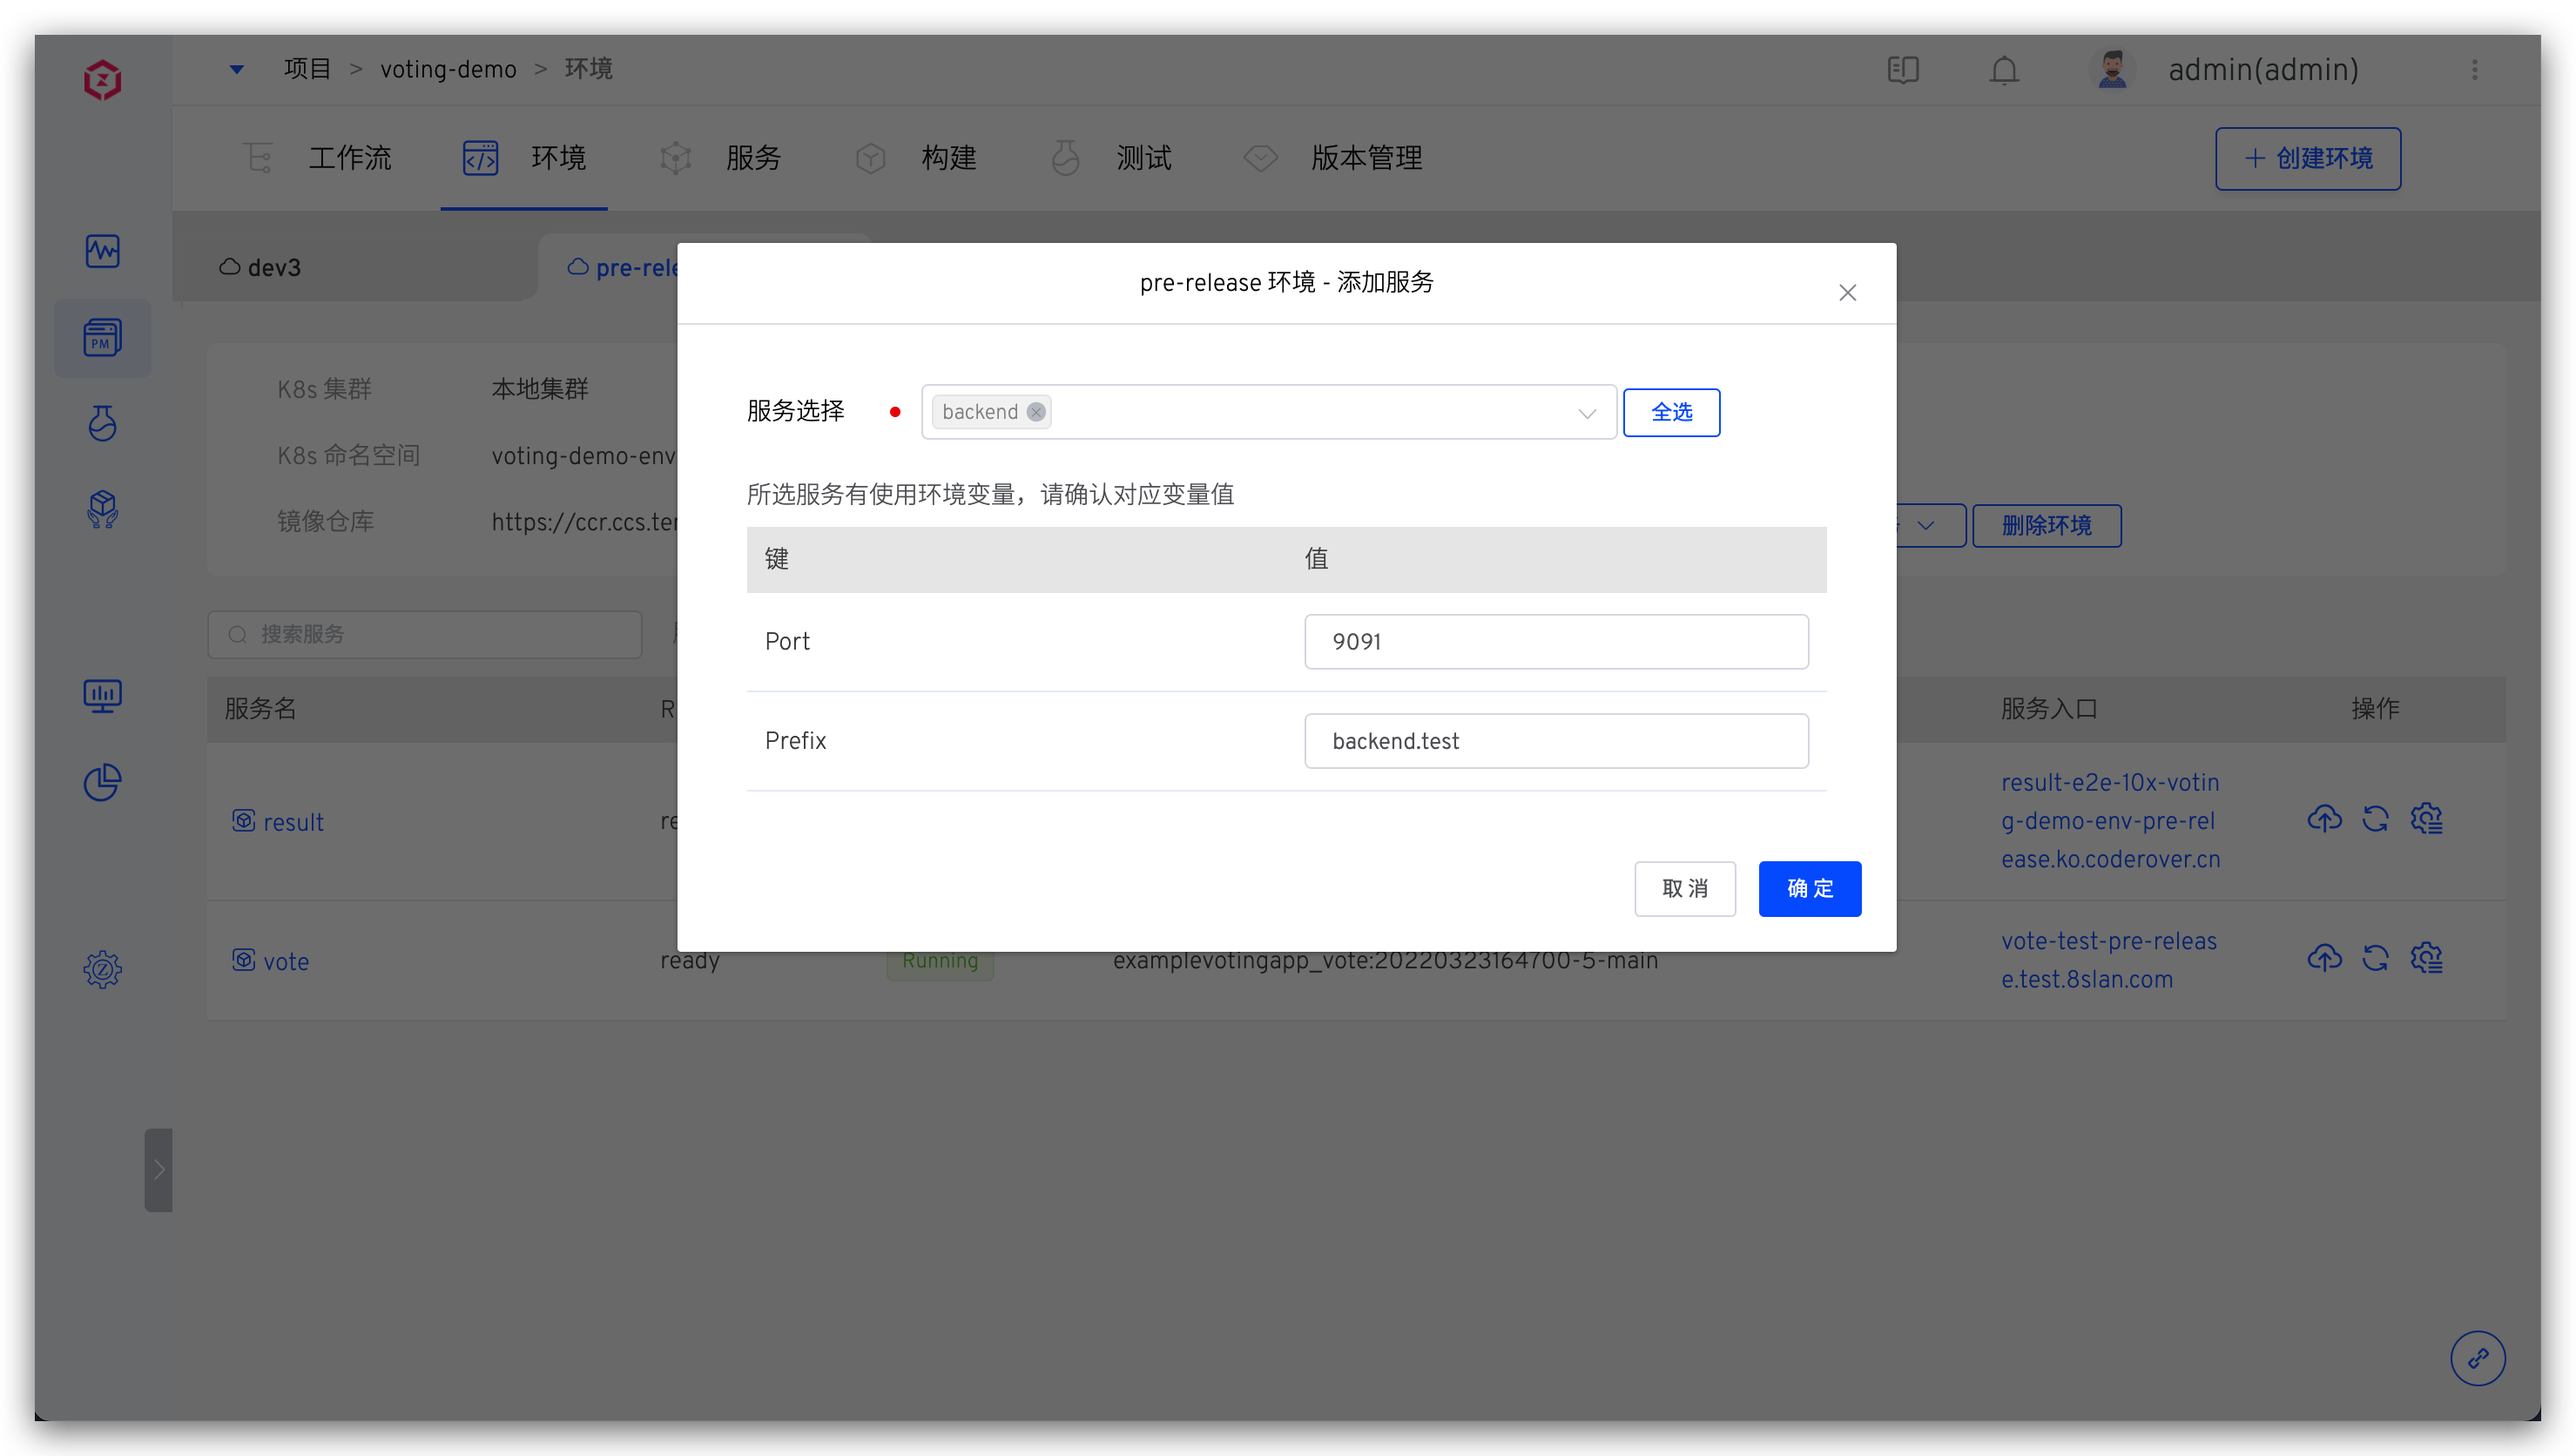 项目 > voting-demo > 环境
admin(admin)
工作流
环境
服务
构建
测试
版本管理
创建环境
dev3
pre-rele
pre-release 环境 - 添加服务
PM
K8s 集群
本地集群
K8s 命名空间
voting-demo-env
镜像仓库
https://ccr.ccs.ter
服务选择
backend
全选
所选服务有使用环境变量，请确认对应变量值
键
值
Port
9091
Prefix
backend.test
取消
确定
删除环境
搜索服务
服务名
R
服务入口
操作
result
re
result-e2e-10x-votin
g-demo-env-pre-rel
ease.ko.coderover.cn
vote
ready
Running
examplevotingapp_vote:20220323164700-5-main
vote-test-pre-releas
e.test.8slan.com